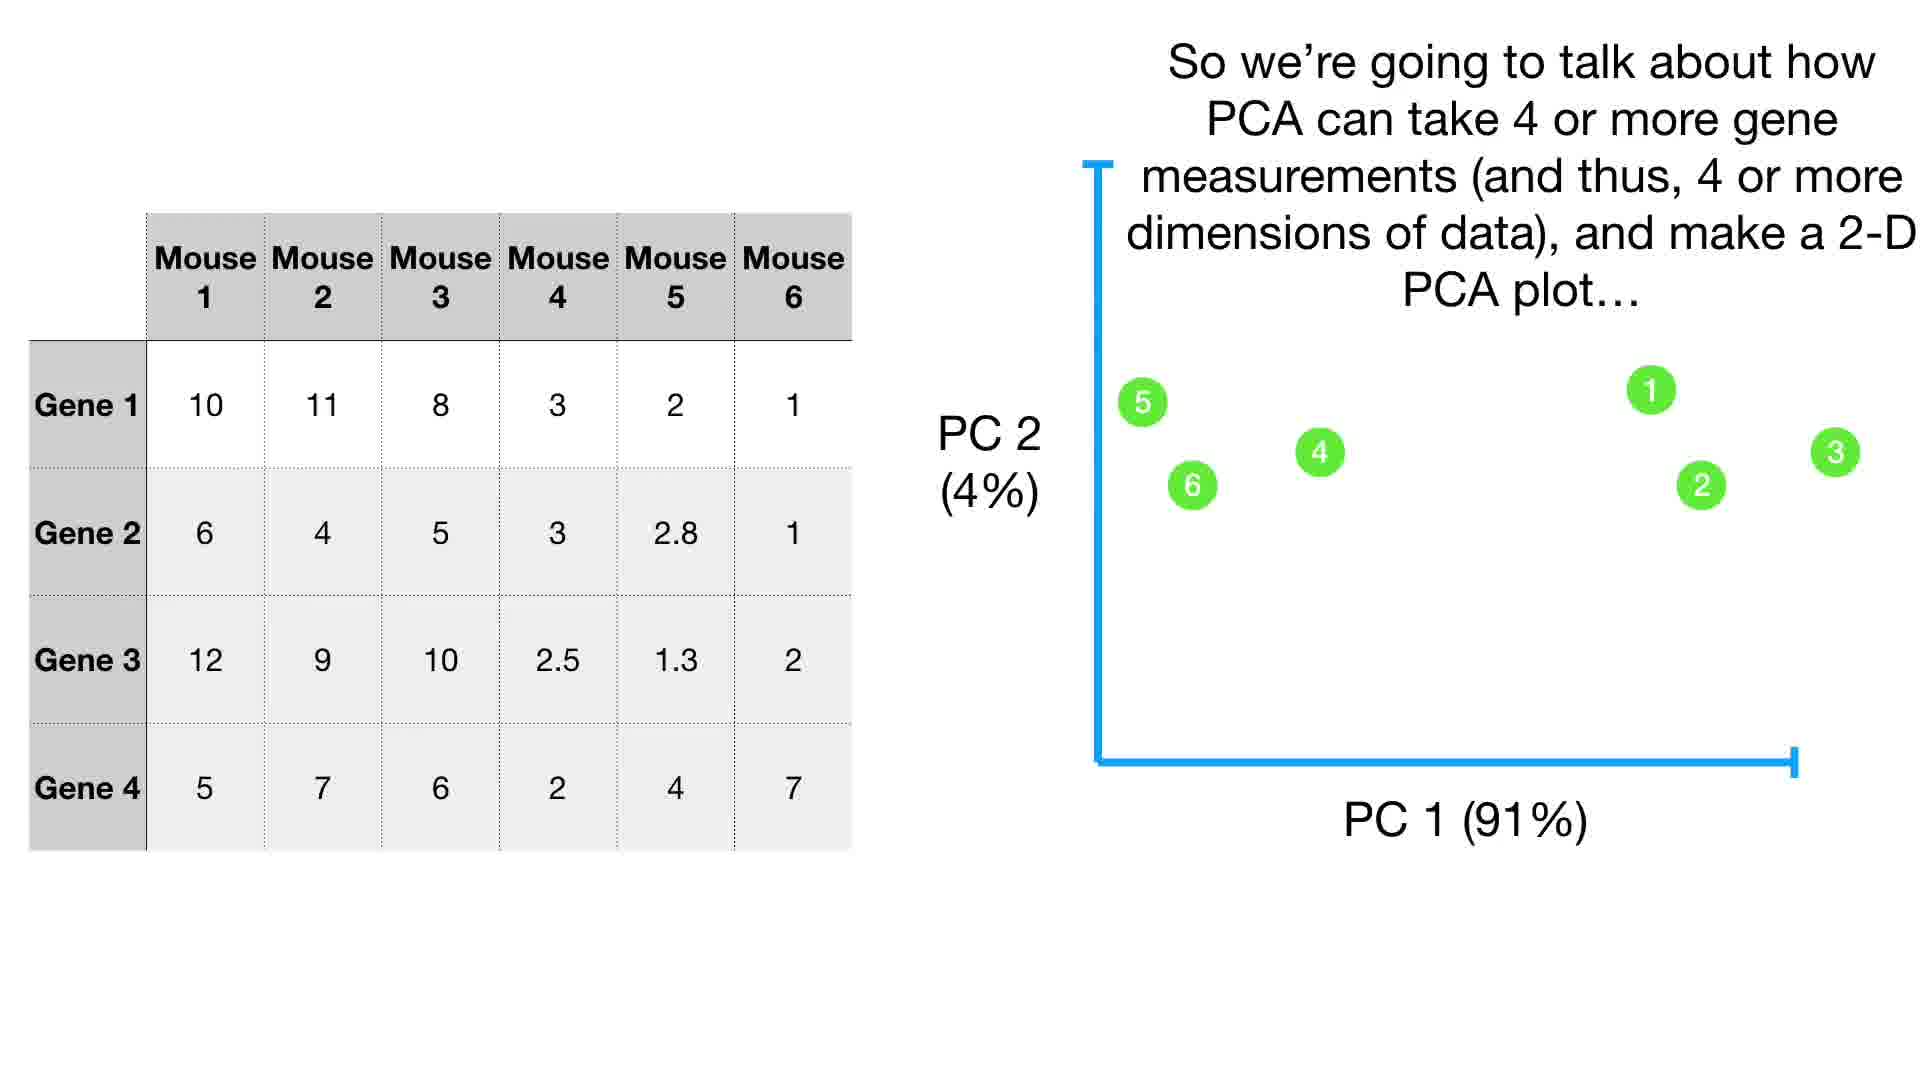 So we’re going to talk about how
PCA can take 4 or more gene
measurements (and thus, 4 or more
dimensions of data), and make a 2-D
PCA plot…
Mouse 1 Mouse 2 Mouse 3 Mouse 4 Mouse 5 Mouse 6
Gene 1 10 11 8 3 2 1
Gene 2 6 4 5 3 2.8 1
Gene 3 12 9 10 2.5 1.3 2
Gene 4 5 7 6 2 4 7
PC 2
(4%)
5
1
4
3
6
2
PC 1 (91%)